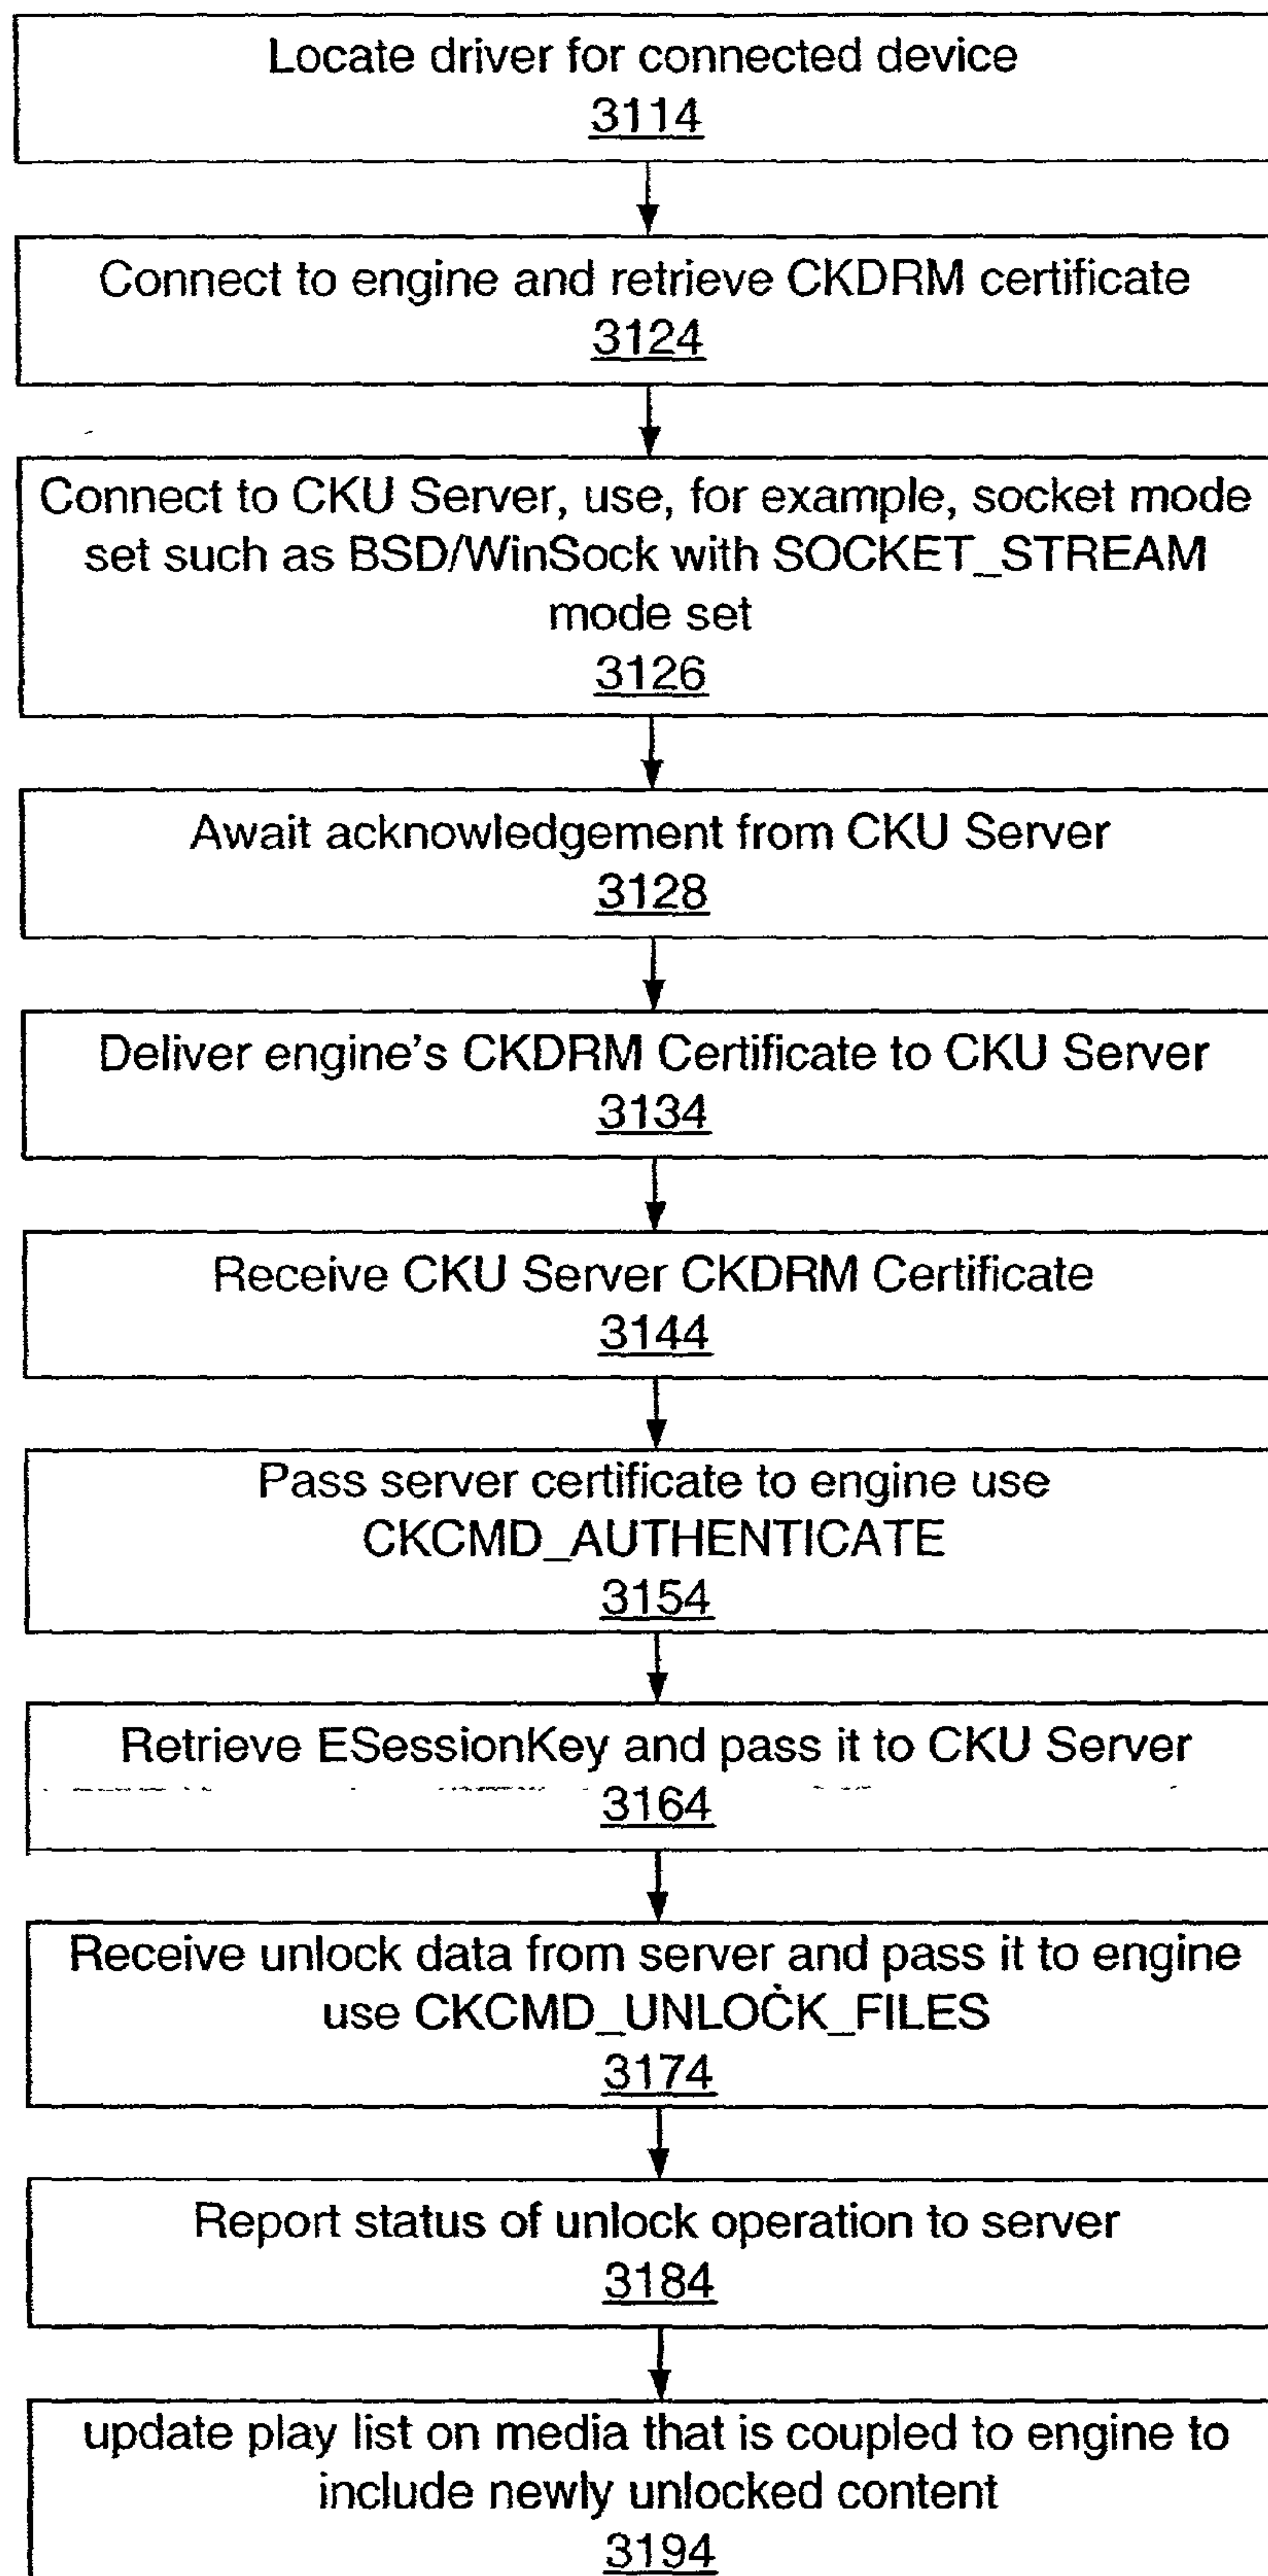 Locate driver for connected device
3114
Connect to engine and retrieve CKDRM certificate
3124
Connect to CKU Server, use, for example, socket mode
set such as BSD/WinSock with SOCKET_STREAM
mode set
3126
Await acknowledgement from CKU Server
3128
Deliver engine's CKDRM Certificate to CKU Server
3134
Receive CKU Server CKDRM Certificate
3144
Pass server certificate to engine use
CKCMD_AUTHENTICATE
3154
Retrieve ESessionKey and pass it to CKU Server
3164
Receive unlock data from server and pass it to engine
use CKCMD_UNLOCK_FILES
3174
Report status of unlock operation to server
3184
update play list on media that is coupled to engine to
include newly unlocked content
3194